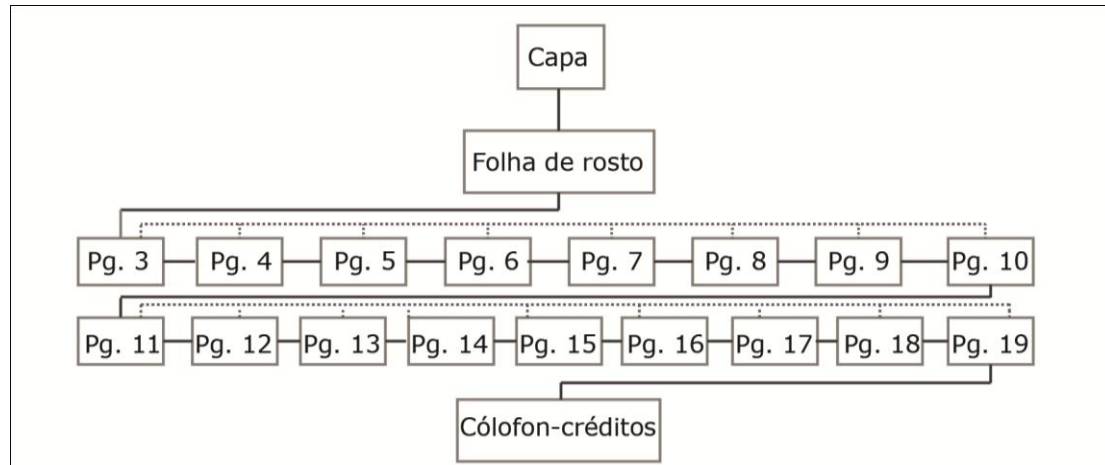 Capa
Folha de rosto
Pg. 3 Pg. 4 Pg. 5 Pg. 6 Pg. 7 Pg. 8 Pg. 9 Pg. 10
Pg. 11 Pg. 12 Pg. 13 Pg. 14 Pg. 15 Pg. 16 Pg. 17 Pg. 18 Pg. 19
Cólofon-créditos